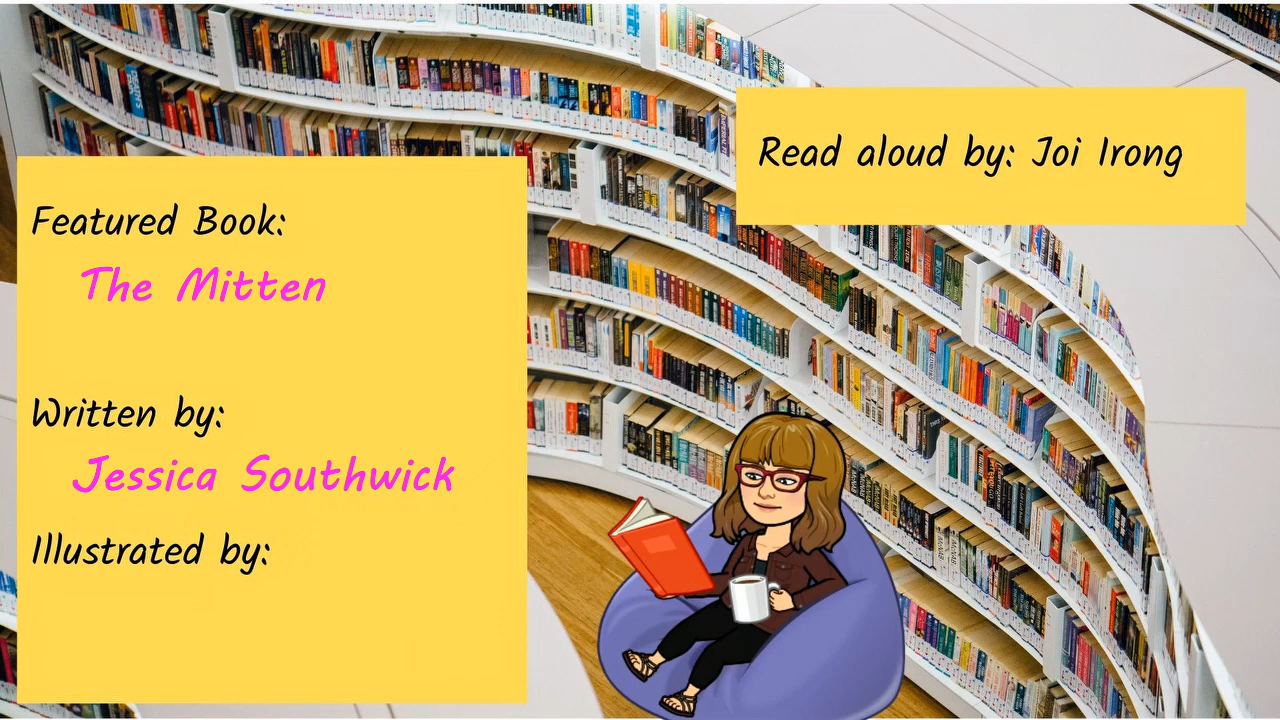 Featured Book:
The Mitten
Written by:
Jessica Southwick
Illustrated by:
Read aloud by: Joi Irong